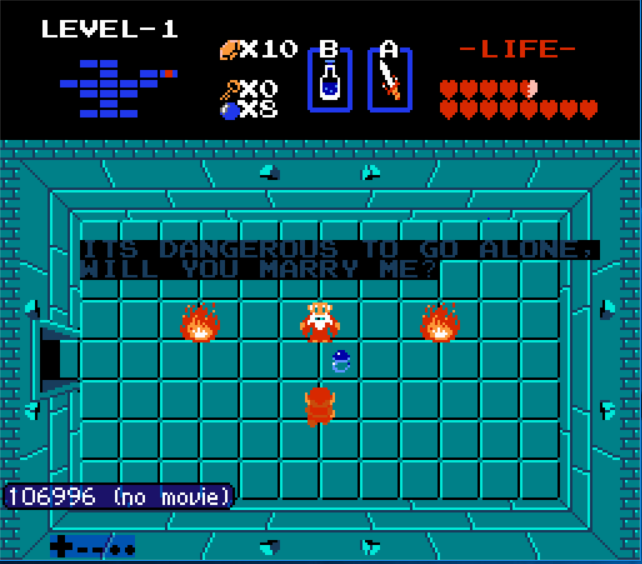 LEVEL-1
X10
B
A
-LIFE-
X0
X8
ITS DANGEROUS TO GO ALONE,
WILL YOU MARRY ME?
106996 (no movie)